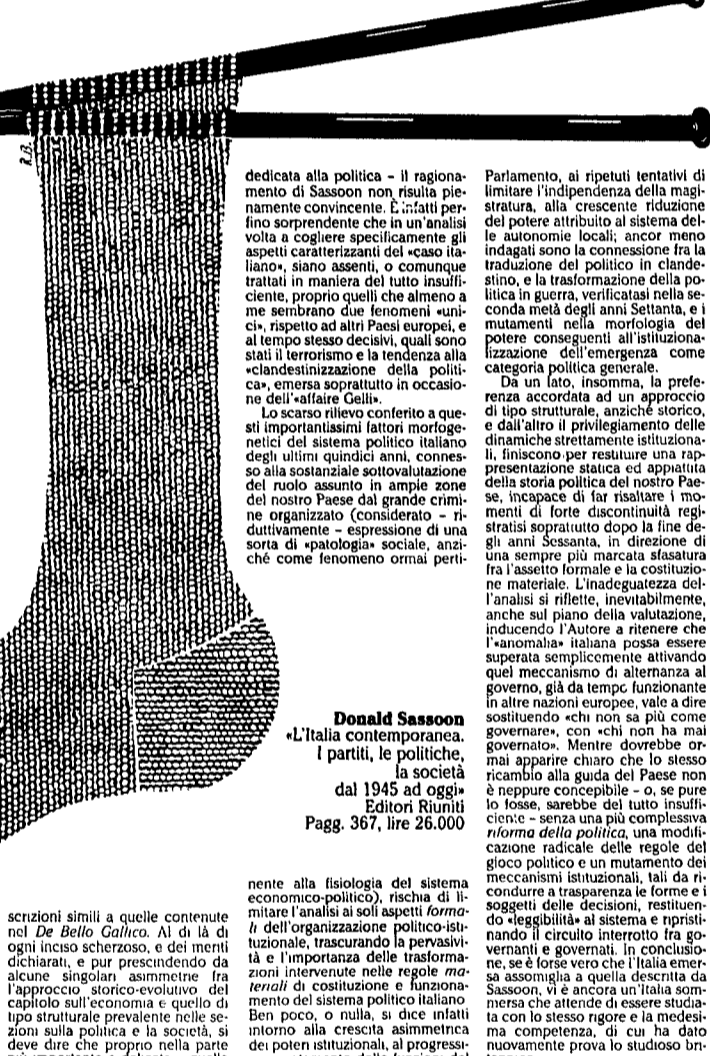 R.B.
scrizioni simili a quelle contenute
nel De Bello Gallico. Al di là di
ogni inciso scherzoso, e dei meriti
dichiarati, e pur prescindendo da
alcune singolari asimmetrie fra
l'approccio storico-evolutivo del
capitolo sull'economia e quello di
tipo strutturale prevalente nelle se-
zioni sulla politica e la società, si
deve dire che proprio nella parte
dedicata alla politica – il ragiona-
mento di Sassoon non risulta pie-
namente convincente. È infatti per-
fino sorprendente che in un'analisi
volta a cogliere specificamente gli
aspetti caratterizzanti del «caso ita-
liano», siano assenti, o comunque
trattati in maniera del tutto insuffi-
ciente, proprio quelli che almeno a
me sembrano due fenomeni «uni-
ci», rispetto ad altri Paesi europei, e
al tempo stesso decisivi, quali sono
stati il terrorismo e la tendenza alla
«clandestinizzazione della politi-
ca», emersa soprattutto in occasio-
ne dell'«affaire Gelli».
Lo scarso rilievo conferito a que-
sti importantissimi fattori morfoge-
netici del sistema politico italiano
degli ultimi quindici anni, connes-
so alla sostanziale sottovalutazione
del ruolo assunto in ampie zone
del nostro Paese dal grande crimi-
ne organizzato (considerato – ri-
duttivamente – espressione di una
sorta di «patologia» sociale, anzi-
ché come fenomeno ormai perti-
Donald Sassoon
«L'Italia contemporanea.
I partiti, le politiche,
la società
dal 1945 ad oggi»
Editori Riuniti
Pagg. 367, lire 26.000
nente alla fisiologia del sistema
economico-politico), rischia di li-
mitare l'analisi ai soli aspetti forma-
li dell'organizzazione politico-isti-
tuzionale, trascurando la pervasivi-
tà e l'importanza delle trasforma-
zioni intervenute nelle regole ma-
teriali di costituzione e funziona-
mento del sistema politico italiano
Ben poco, o nulla, si dice infatti
intorno alla crescita asimmetrica
dei poteri istituzionali, al progressi-
Parlamento, ai ripetuti tentativi di
limitare l'indipendenza della magi-
stratura, alla crescente riduzione
del potere attribuito al sistema del-
le autonomie locali; ancor meno
indagati sono la connessione fra la
traduzione del politico in clande-
stino, e la trasformazione della po-
litica in guerra, verificatasi nella se-
conda metà degli anni Settanta, e i
mutamenti nella morfologia del
potere conseguenti all'istituziona-
lizzazione dell'emergenza come
categoria politica generale.
Da un lato, insomma, la prefe-
renza accordata ad un approccio
di tipo strutturale, anziché storico,
e dall'altro il privilegiamento delle
dinamiche strettamente istituziona-
li, finiscono per restituire una rap-
presentazione statica ed appiattita
della storia politica del nostro Pae-
se, incapace di far risaltare i mo-
menti di forte discontinuità regi-
stratisi soprattutto dopo la fine de-
gli anni Sessanta, in direzione di
una sempre più marcata sfasatura
fra l'assetto formale e la costituzio-
ne materiale. L'inadeguatezza del-
l'analisi si riflette, inevitabilmente,
anche sul piano della valutazione,
inducendo l'Autore a ritenere che
l'«anomalia» italiana possa essere
superata semplicemente attivando
quel meccanismo di alternanza al
governo, già da tempo funzionante
in altre nazioni europee, vale a dire
sostituendo «chi non sa più come
governare», con «chi non ha mai
governato». Mentre dovrebbe or-
mai apparire chiaro che lo stesso
ricambio alla guida del Paese non
è neppure concepibile – o, se pure
lo fosse, sarebbe del tutto insuffi-
ciente – senza una più complessiva
riforma della politica, una modifi-
cazione radicale delle regole del
gioco politico e un mutamento dei
meccanismi istituzionali, tali da ri-
condurre a trasparenza le forme e i
soggetti delle decisioni, restituen-
do «leggibilità» al sistema e ripristi-
nando il circuito interrotto fra go-
vernanti e governati. In conclusio-
ne, se è forse vero che l'Italia emer-
sa assomiglia a quella descritta da
Sassoon, vi è ancora un'Italia som-
mersa che attende di essere studia-
ta con lo stesso rigore e la medesi-
ma competenza, di cui ha dato
nuovamente prova lo studioso bri-